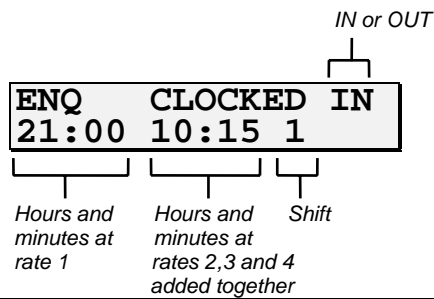 IN or OUT
ENQ CLOCKED IN
21:00 10:15 1
Hours and
minutes at
rate 1
Hours and
minutes at
rates 2,3 and 4
added together
Shift